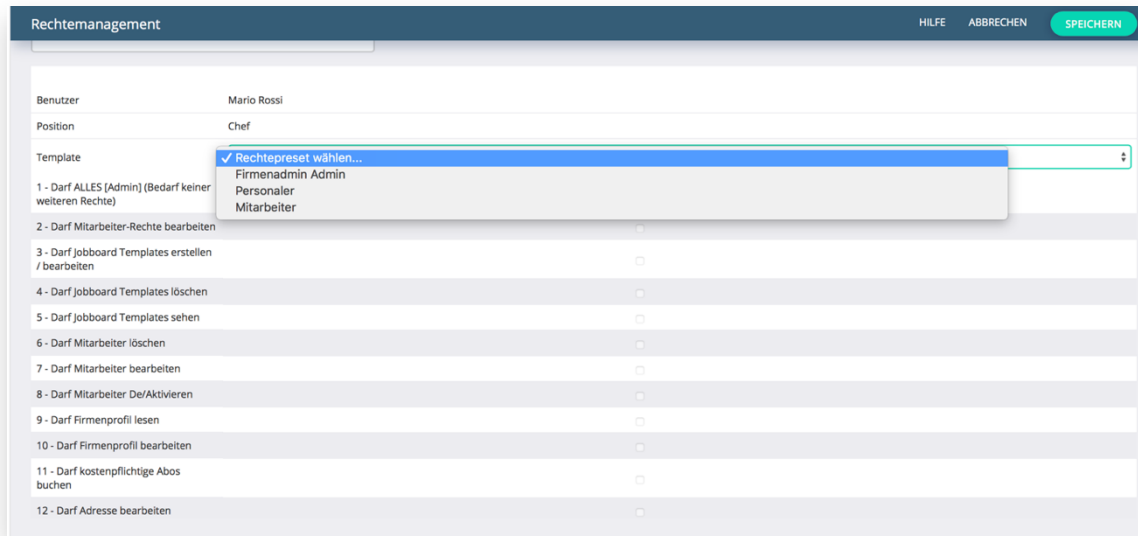 Rechtemanagement HILFE ABBRECHEN SPEICHERN
Benutzer Mario Rossi
Position Chef
Template ✓ Rechtepreset wählen...
Firmenadmin Admin
Personaler
Mitarbeiter
1 - Darf ALLES [Admin] (Bedarf keiner
weiteren Rechte)
2 - Darf Mitarbeiter-Rechte bearbeiten
3 - Darf Jobboard Templates erstellen
/ bearbeiten
4 - Darf Jobboard Templates löschen
5 - Darf Jobboard Templates sehen
6 - Darf Mitarbeiter löschen
7 - Darf Mitarbeiter bearbeiten
8 - Darf Mitarbeiter De/Aktivieren
9 - Darf Firmenprofil lesen
10 - Darf Firmenprofil bearbeiten
11 - Darf kostenpflichtige Abos
buchen
12 - Darf Adresse bearbeiten